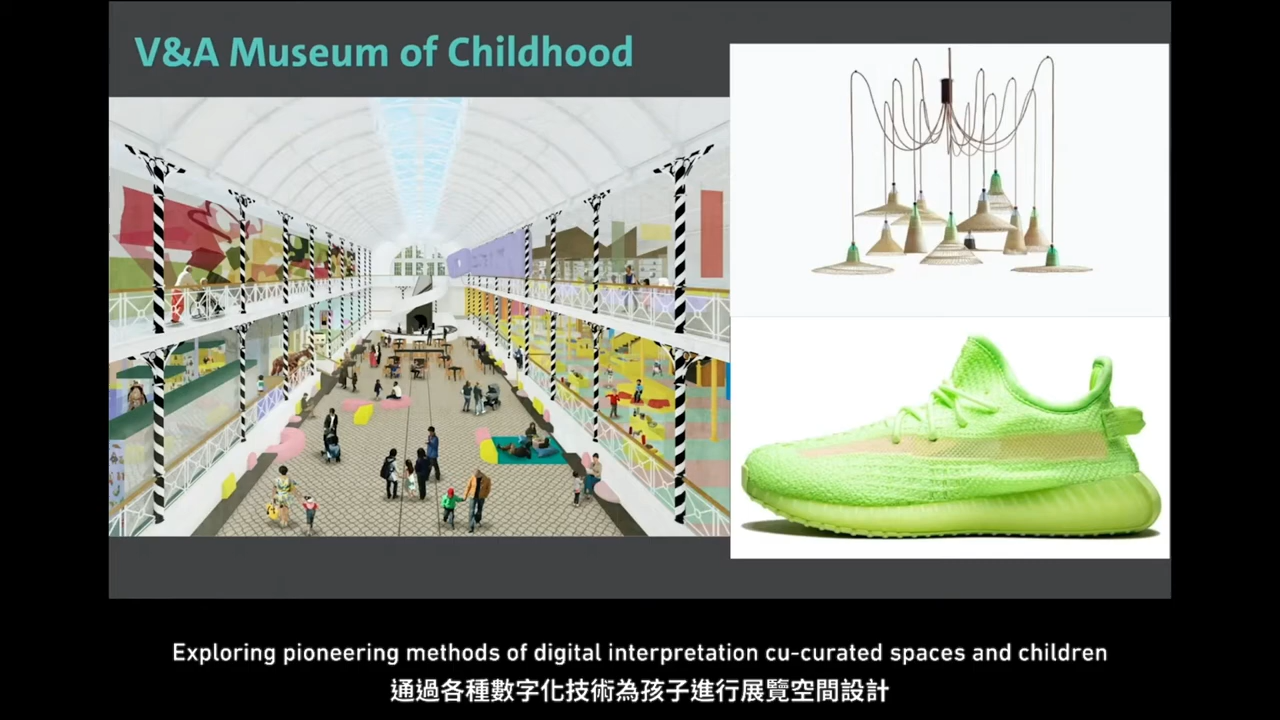 V&A Museum of Childhood
Exploring pioneering methods of digital interpretation cu-curated spaces and children
通過各種數字化技術為孩子進行展覽空間設計